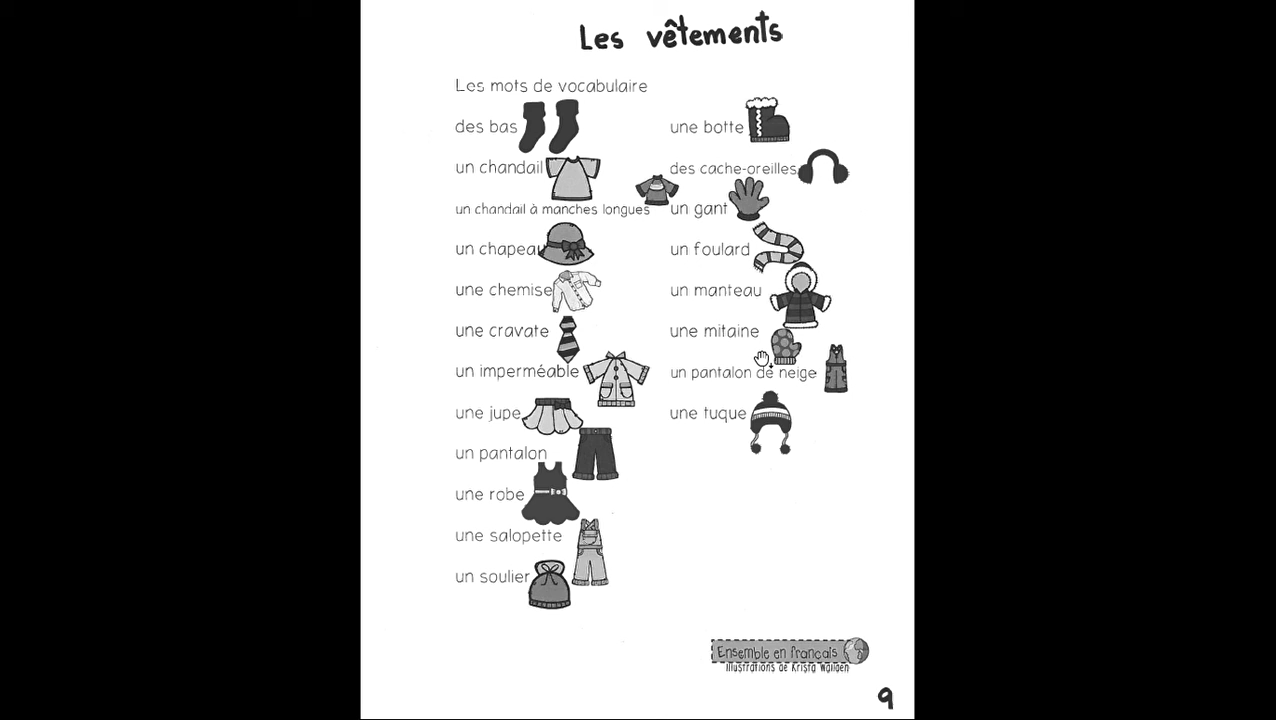 Les vêtements
Les mots de vocabulaire
des bas
un chandail
un chandail à manches longues
un chapeau
une chemise
une cravate
un imperméable
une jupe
un pantalon
une robe
une salopette
un soulier
une botte
des cache-oreilles
un gant
un foulard
un manteau
une mitaine
un pantalon de neige
une tuque
Ensemble en français
Illustrations de Krista Wallden
9